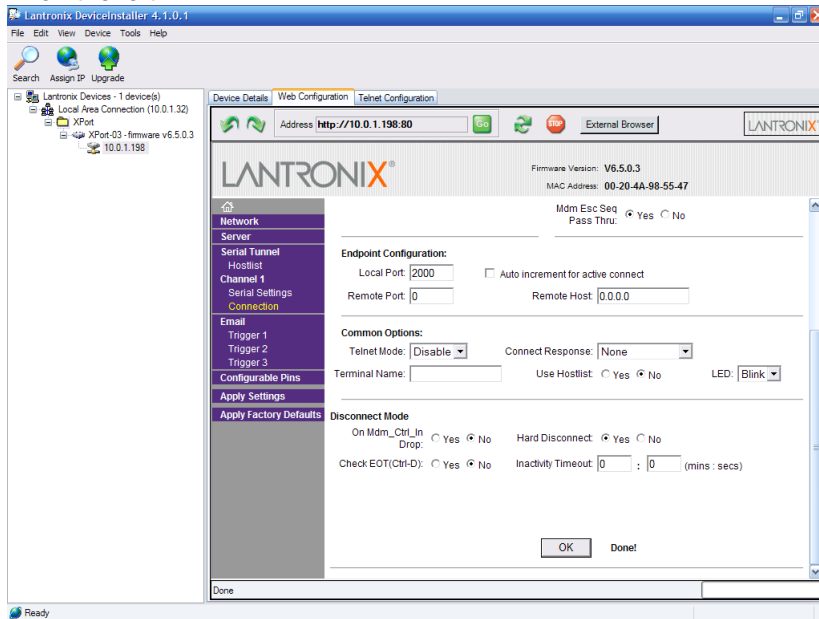 Lantronix DeviceInstaller 4.1.0.1
File Edit View Device Tools Help
Search Assign IP Upgrade
Lantronix Devices - 1 device(s)
Local Area Connection (10.0.1.32)
XPort
XPort-03 - firmware v6.5.0.3
10.0.1.198
Device Details Web Configuration Telnet Configuration
Address http://10.0.1.198:80 Go STOP External Browser LANTRONIX
LANTRONIX®
Firmware Version: V6.5.0.3
MAC Address: 00-20-4A-98-55-47
Network
Server
Serial Tunnel
Hostlist
Channel 1
Serial Settings
Connection
Email
Trigger 1
Trigger 2
Trigger 3
Configurable Pins
Apply Settings
Apply Factory Defaults
Mdm Esc Seq
Pass Thru: Yes No
Endpoint Configuration:
Local Port: 2000 Auto increment for active connect
Remote Port: 0 Remote Host: 0.0.0.0
Common Options:
Telnet Mode: Disable Connect Response: None
Terminal Name: Use Hostlist: Yes No LED: Blink
Disconnect Mode
On Mdm_Ctrl_In
Drop: Yes No Hard Disconnect: Yes No
Check EOT(Ctrl-D): Yes No Inactivity Timeout: 0 : 0 (mins : secs)
OK Done!
Done
Ready